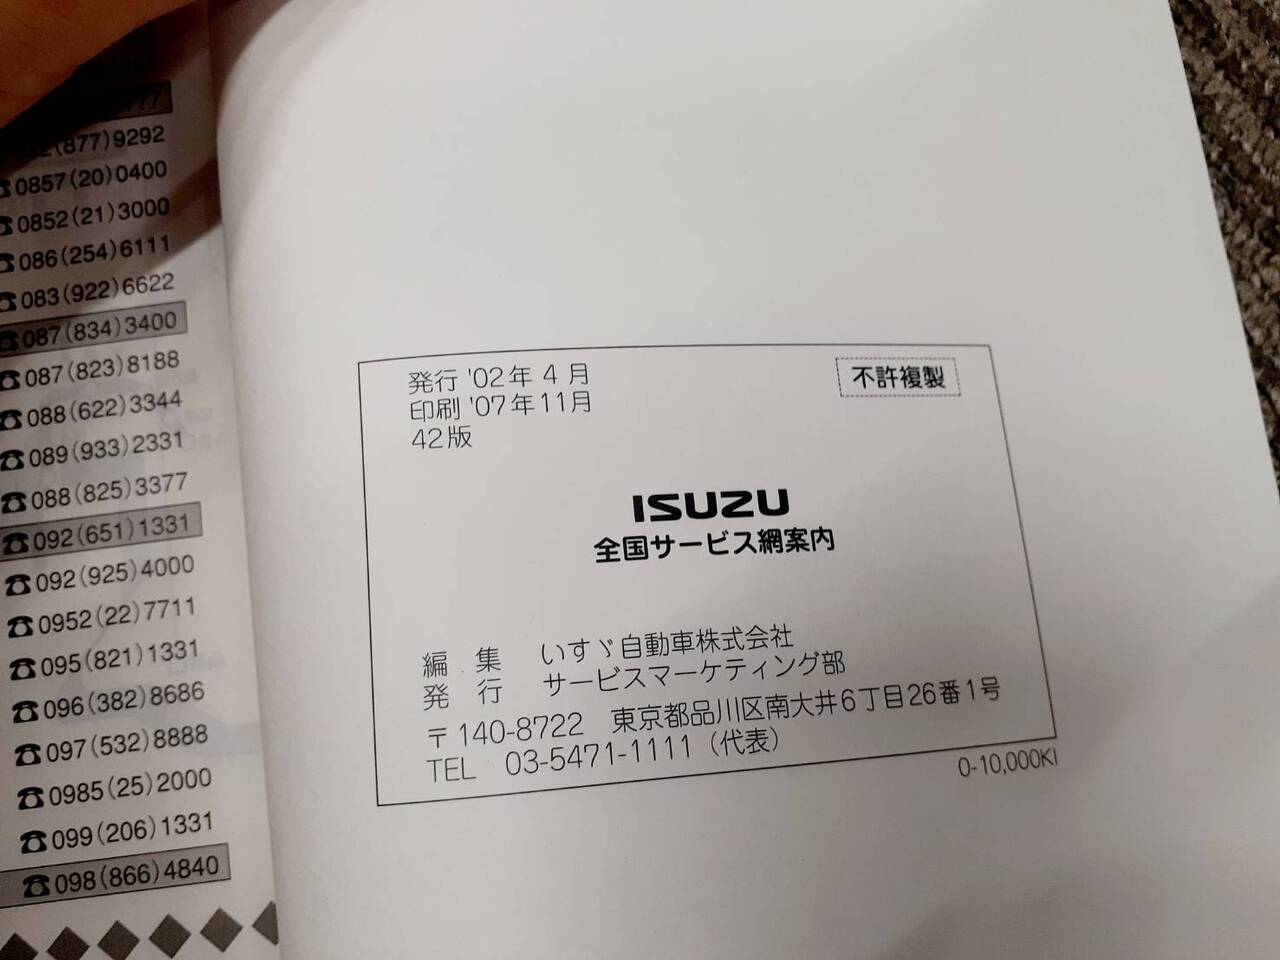 (877)9292
☎0857(20)0400
☎0852(21)3000
☎086(254)6111
☎083(922)6622
☎087(834)3400
☎087(823)8188
☎088(622)3344
☎089(933)2331
☎088(825)3377
☎092(651)1331
☎092(925)4000
☎0952(22)7711
☎095(821)1331
☎096(382)8686
☎097(532)8888
☎0985(25)2000
☎099(206)1331
☎098(866)4840
発行 '02年 4 月
印刷 '07年11月
42版
不許複製
ISUZU
全国サービス網案内
編 集 いすゞ自動車株式会社
発 行 サービスマーケティング部
〒140-8722 東京都品川区南大井6丁目26番1号
TEL 03-5471-1111（代表）
0-10,000KI